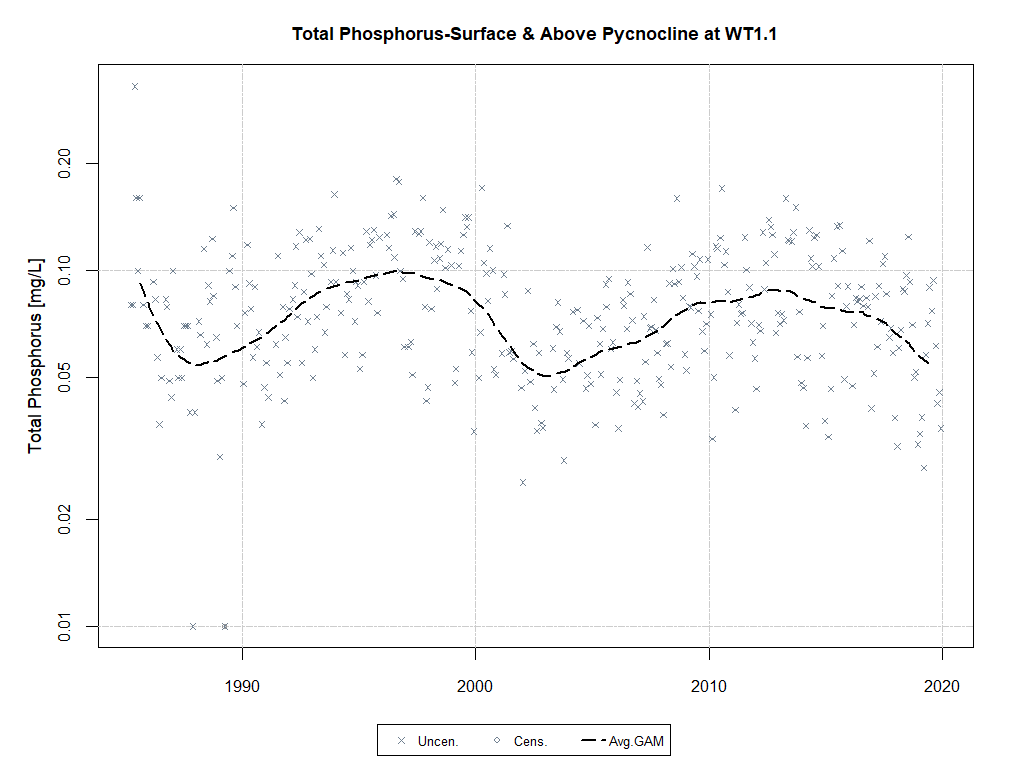 Total Phosphorus-Surface & Above Pycnocline at WT1.1
Total Phosphorus [mg/L]
0.20
0.10
0.05
0.02
0.01
1990 2000 2010 2020
Uncen. Cens. Avg.GAM